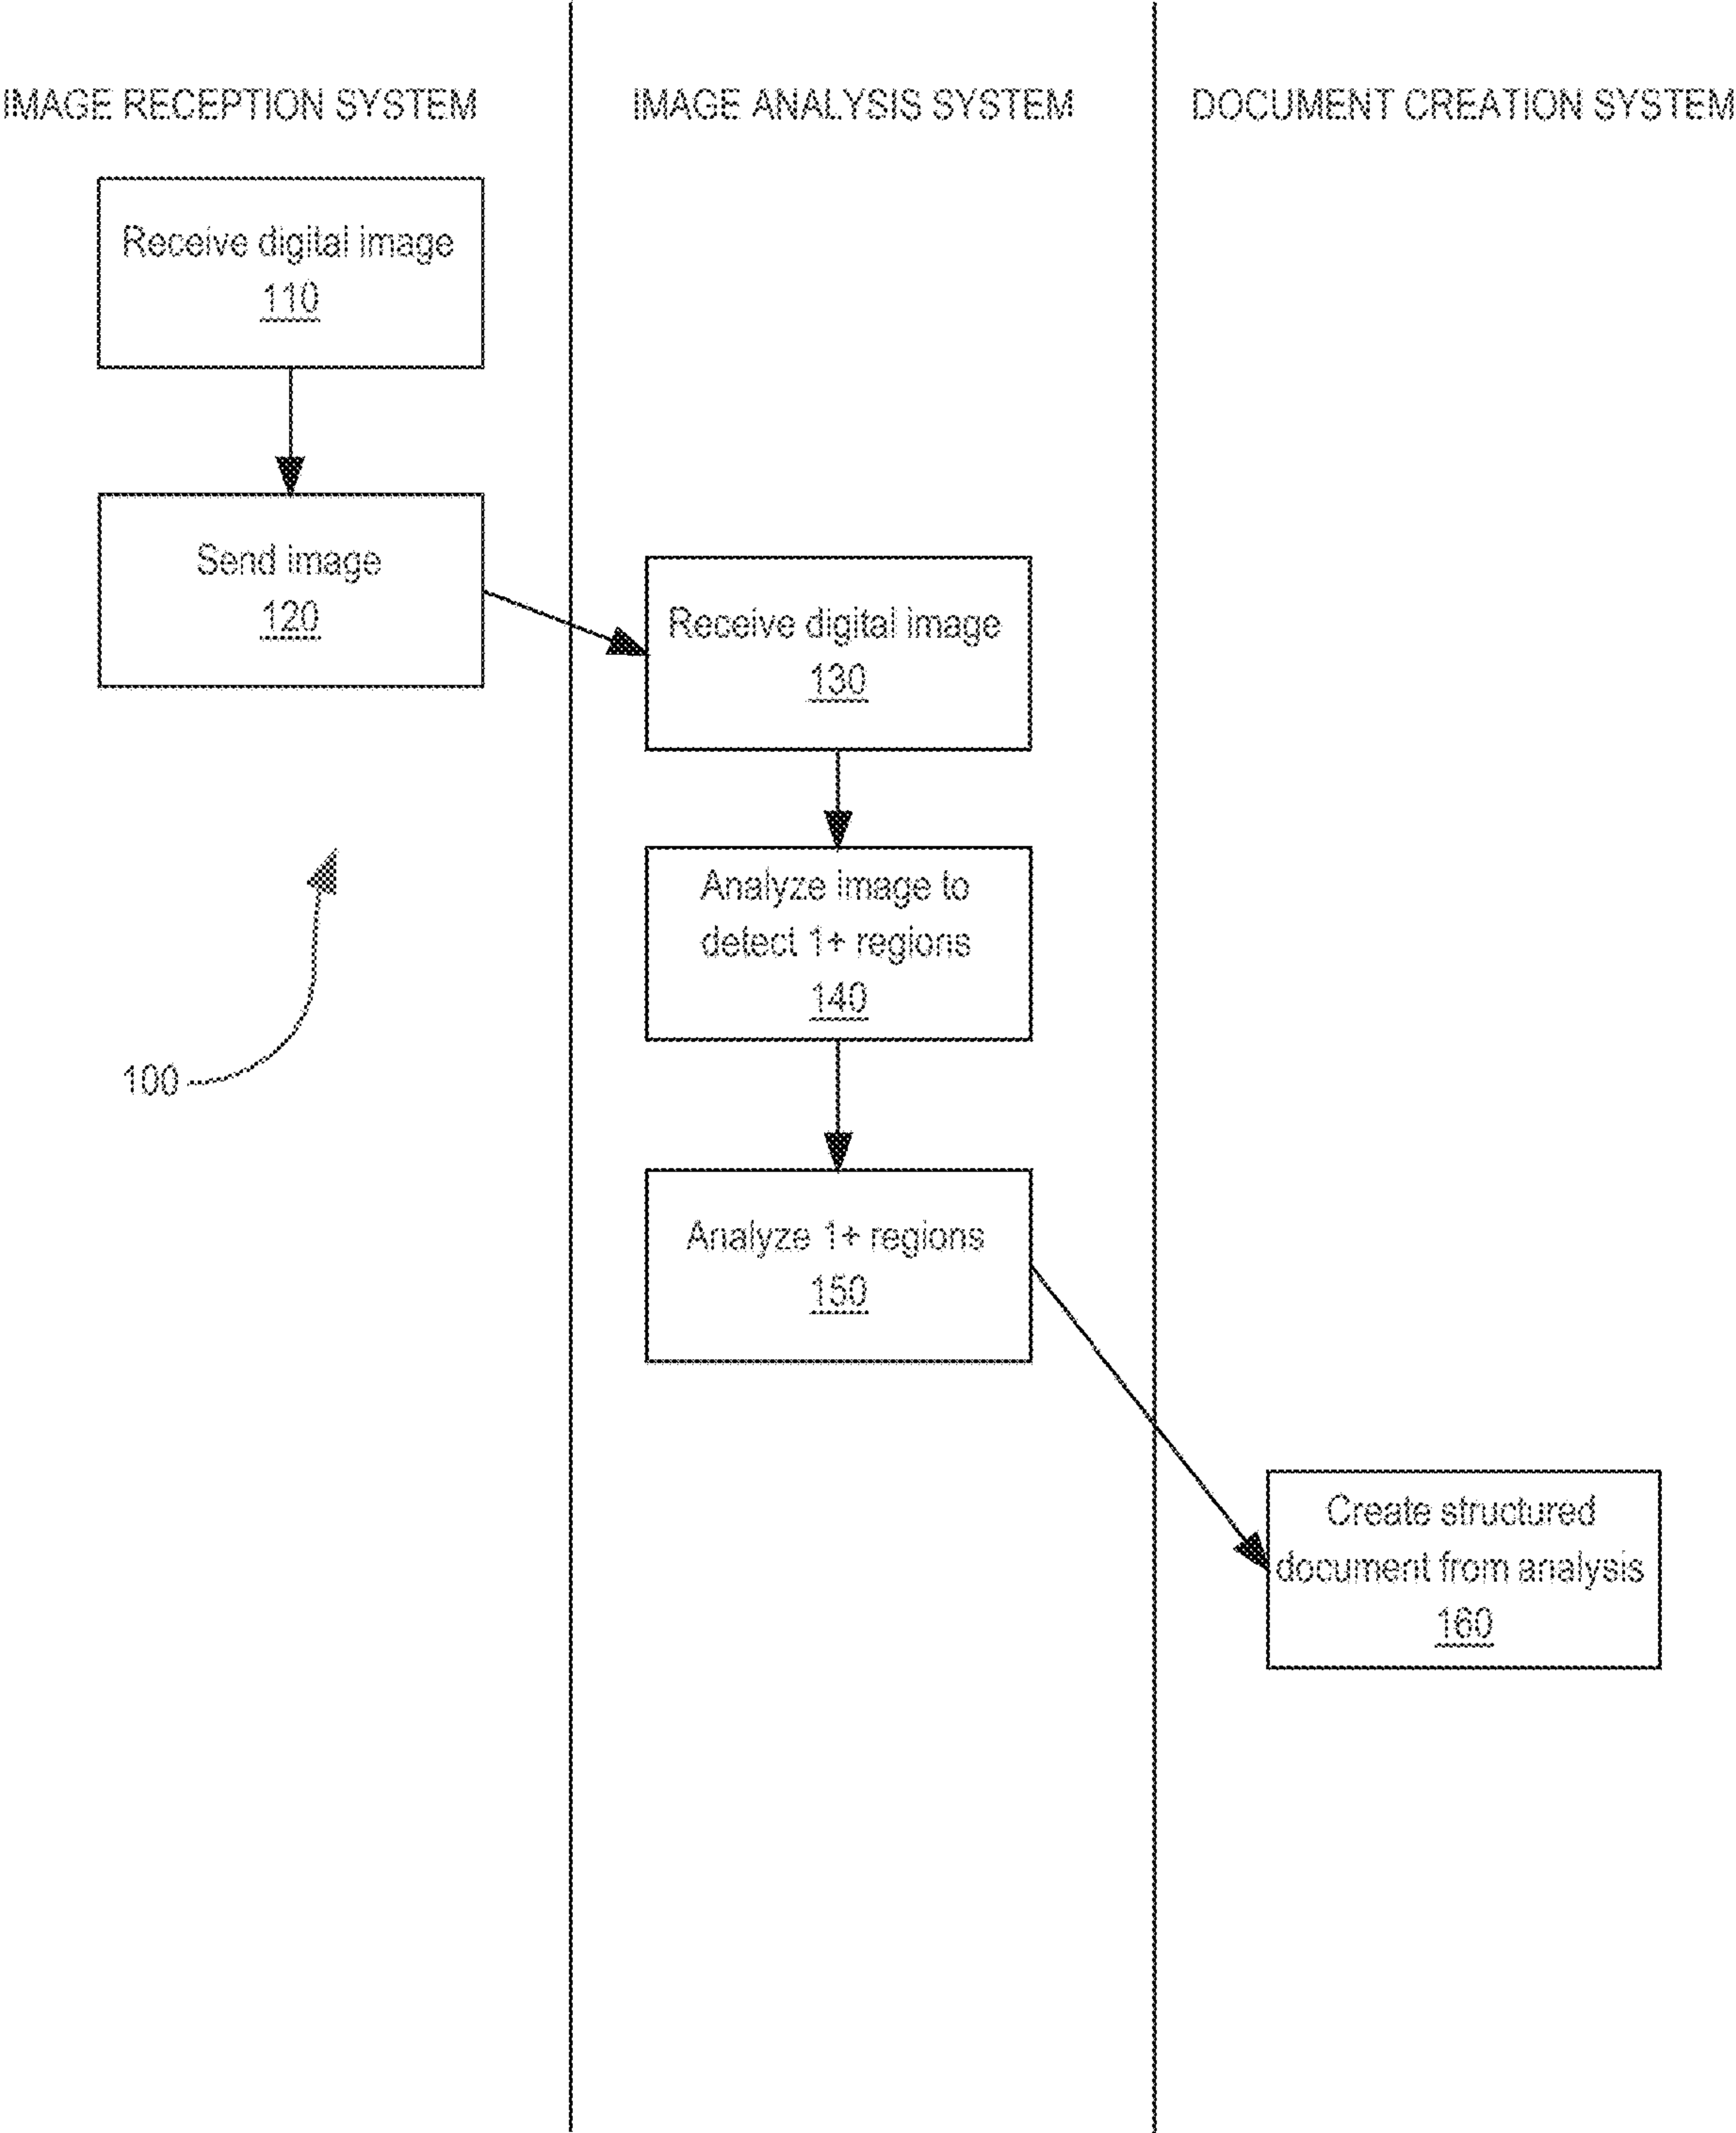 IMAGE RECEPTION SYSTEM
IMAGE ANALYSIS SYSTEM
DOCUMENT CREATION SYSTEM
Receive digital image
110
Send image
120
Receive digital image
130
Analyze image to
detect 1+ regions
140
100
Analyze 1+ regions
150
Create structured
document from analysis
160